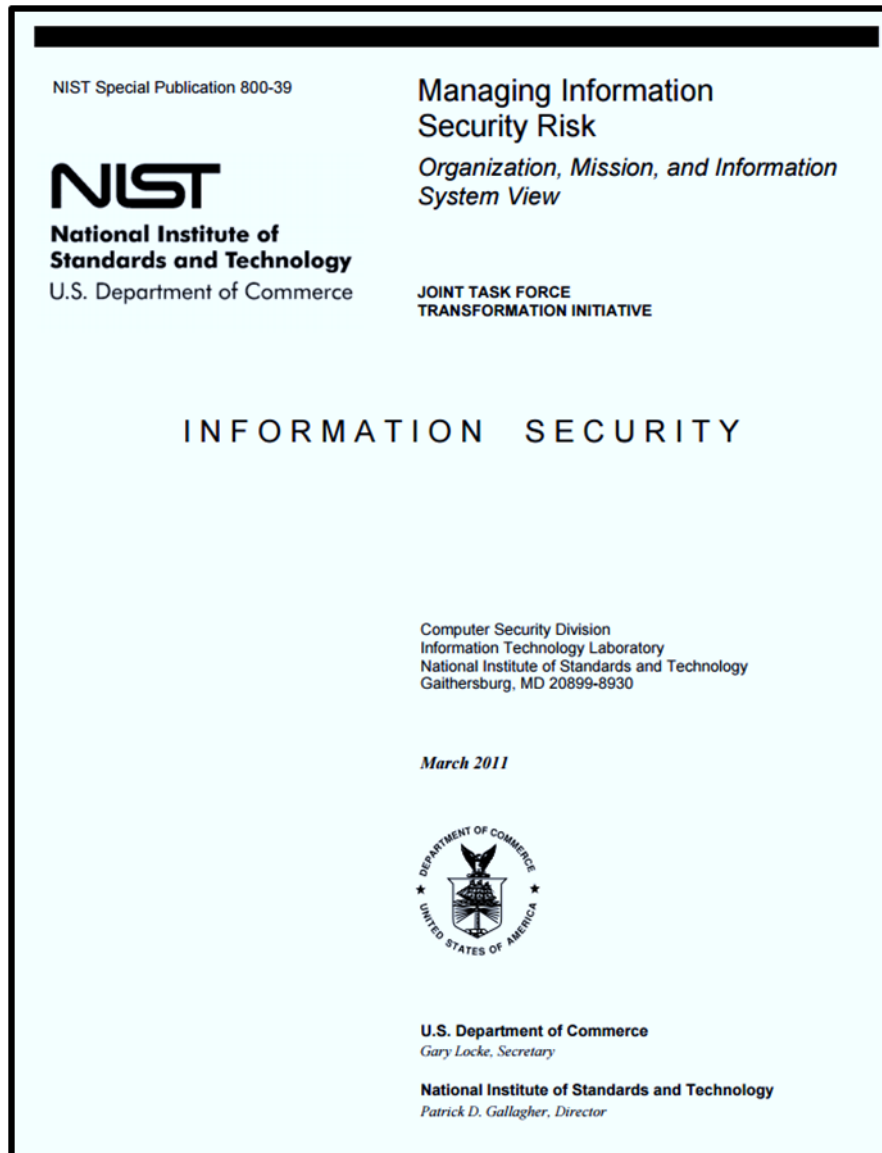 NIST Special Publication 800-39
Managing Information
Security Risk
Organization, Mission, and Information
System View
NIST
National Institute of
Standards and Technology
U.S. Department of Commerce
JOINT TASK FORCE
TRANSFORMATION INITIATIVE
INFORMATION SECURITY
Computer Security Division
Information Technology Laboratory
National Institute of Standards and Technology
Gaithersburg, MD 20899-8930
March 2011
DEPARTMENT OF COMMERCE
UNITED STATES OF AMERICA
U.S. Department of Commerce
Gary Locke, Secretary
National Institute of Standards and Technology
Patrick D. Gallagher, Director